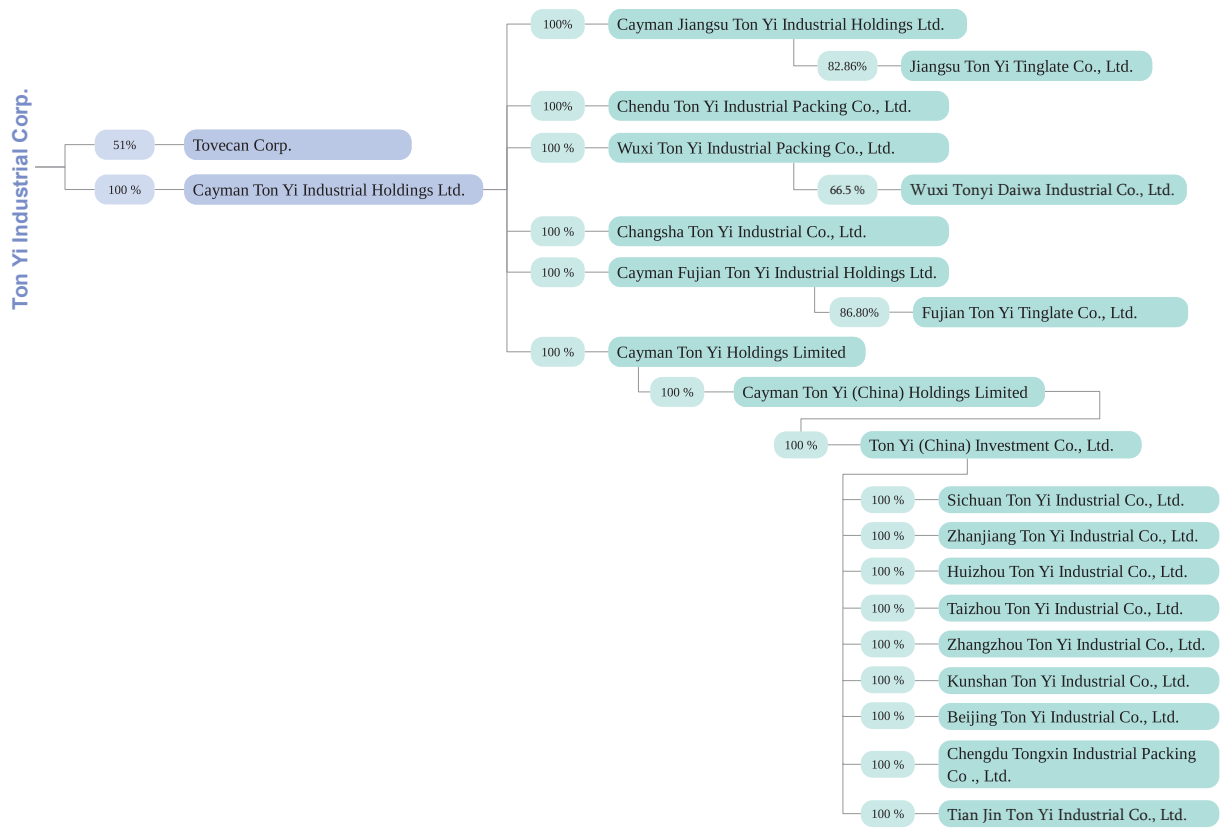 Ton Yi Industrial Corp.
51%
Tovecan Corp.
100 %
Cayman Ton Yi Industrial Holdings Ltd.
100%
Cayman Jiangsu Ton Yi Industrial Holdings Ltd.
82.86%
Jiangsu Ton Yi Tinglate Co., Ltd.
100%
Chendu Ton Yi Industrial Packing Co., Ltd.
100 %
Wuxi Ton Yi Industrial Packing Co., Ltd.
66.5 %
Wuxi Tonyi Daiwa Industrial Co., Ltd.
100 %
Changsha Ton Yi Industrial Co., Ltd.
100 %
Cayman Fujian Ton Yi Industrial Holdings Ltd.
86.80%
Fujian Ton Yi Tinglate Co., Ltd.
100 %
Cayman Ton Yi Holdings Limited
100 %
Cayman Ton Yi (China) Holdings Limited
100 %
Ton Yi (China) Investment Co., Ltd.
100 %
Sichuan Ton Yi Industrial Co., Ltd.
100 %
Zhanjiang Ton Yi Industrial Co., Ltd.
100 %
Huizhou Ton Yi Industrial Co., Ltd.
100 %
Taizhou Ton Yi Industrial Co., Ltd.
100 %
Zhangzhou Ton Yi Industrial Co., Ltd.
100 %
Kunshan Ton Yi Industrial Co., Ltd.
100 %
Beijing Ton Yi Industrial Co., Ltd.
100 %
Chengdu Tongxin Industrial Packing
Co ., Ltd.
100 %
Tian Jin Ton Yi Industrial Co., Ltd.